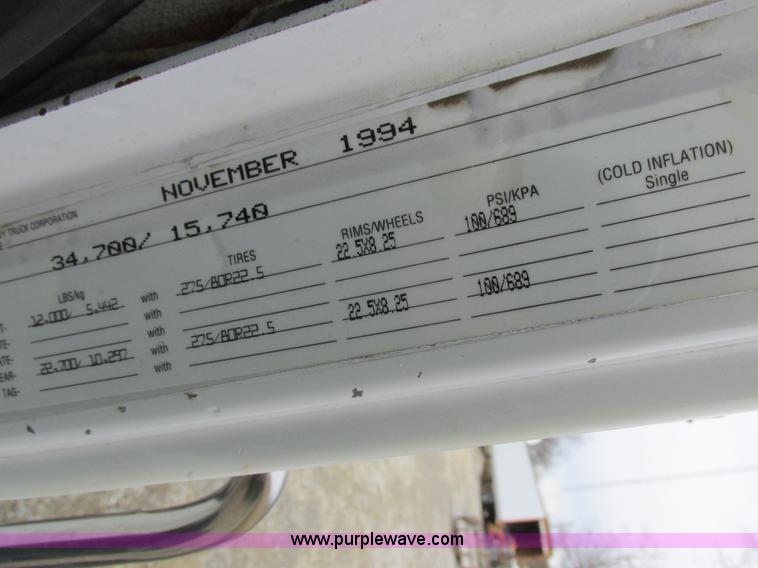 NOVEMBER 1994
TRUCK CORPORATION
34,700/ 15,740
LBS/kg TIRES RIMS/WHEELS PSI/KPA (COLD INFLATION)
Single
12,000/ 5,442 with 275/80R22.5 22.5X8.25 100/689
with
22,700/ 10,297 with 275/80R22.5 22.5X8.25 100/689
TAG- with
www.purplewave.com